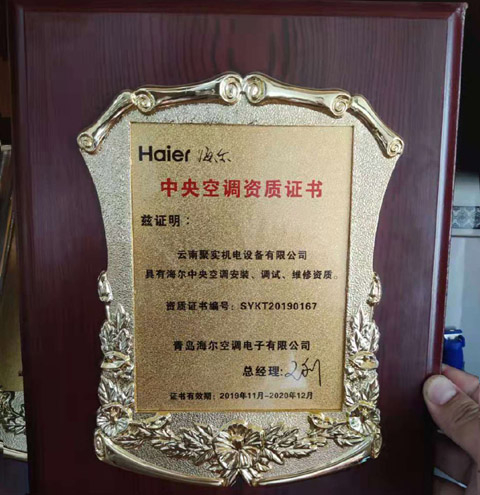 Haier 海尔
中央空调资质证书
兹证明：
云南聚实机电设备有限公司
具有海尔中央空调安装、调试、维修资质。
资质证书编号：SYKT20190167
青岛海尔空调电子有限公司
总经理:
证书有效期：2019年11月-2020年12月